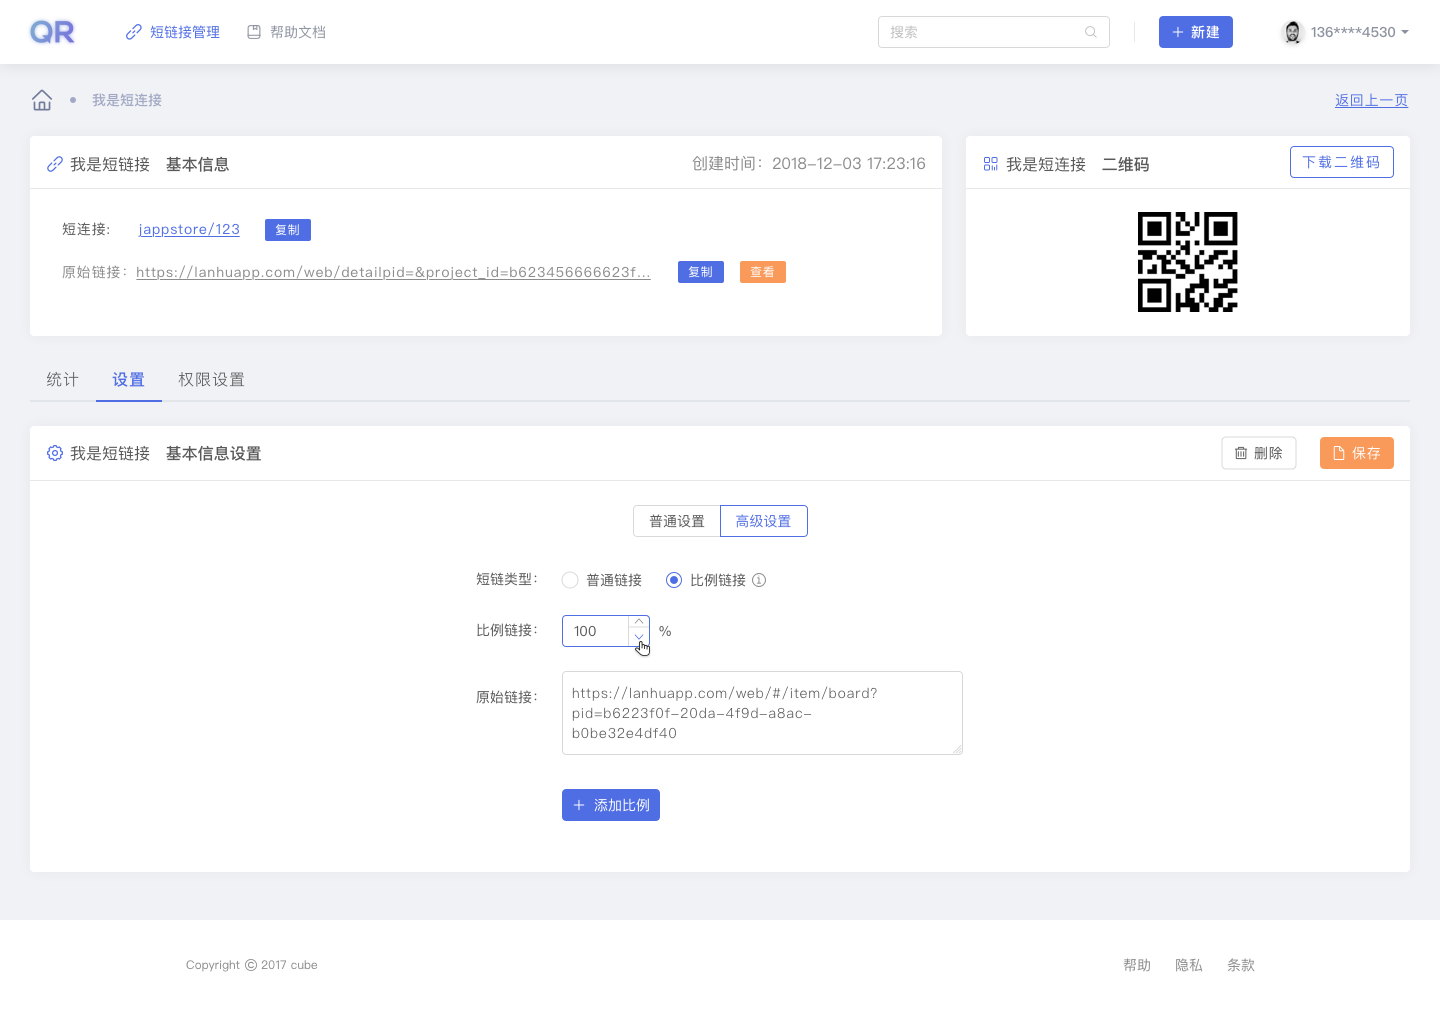 QR
短链接管理
帮助文档
搜索
新建
136****4530
我是短连接
返回上一页
我是短链接 基本信息
创建时间：2018-12-03 17:23:16
我是短连接 二维码
下载二维码
短连接: jappstore/123 复制
原始链接： https://lanhuapp.com/web/detailpid=&project_id=b623456666623f... 复制 查看
统计 设置 权限设置
我是短链接 基本信息设置
删除 保存
普通设置 高级设置
短链类型： 普通链接 比例链接
比例链接： 100 %
原始链接： https://lanhuapp.com/web/#/item/board?
pid=b6223f0f-20da-4f9d-a8ac-
b0be32e4df40
添加比例
Copyright © 2017 cube
帮助 隐私 条款